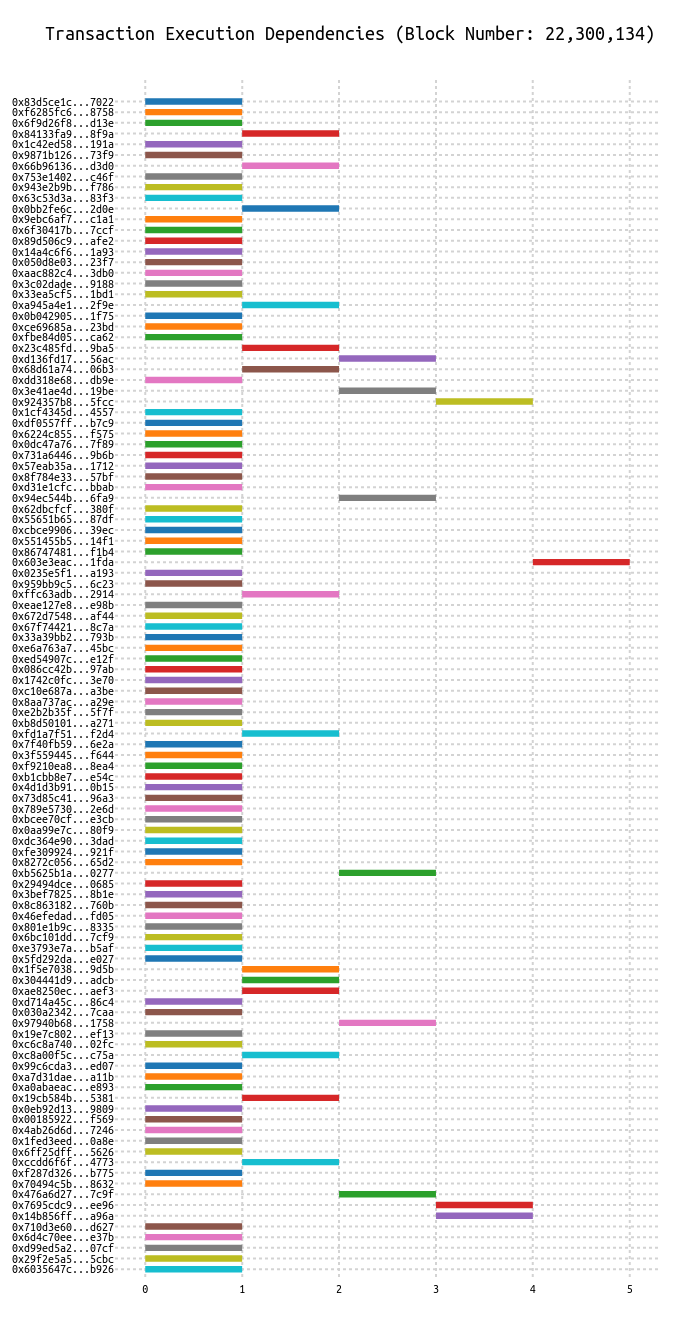 Transaction Execution Dependencies (Block Number: 22,300,134)
0x83d5ce1c...7022
0xf6285fc6...8758
0x6f9d26f8...d13e
0x84133fa9...8f9a
0x1c42ed58...191a
0x9871b126...73f9
0x66b96136...d3d0
0x753e1402...c46f
0x943e2b9b...f786
0x63c53d3a...83f3
0x0bb2fe6c...2d0e
0x9ebc6af7...c1a1
0x6f30417b...7ccf
0x89d506c9...afe2
0x14a4c6f6...1a93
0x050d8e03...23f7
0xaac882c4...3db0
0x3c02dade...9188
0x33ea5cf5...1bd1
0xa945a4e1...2f9e
0x0b042905...1f75
0xce69685a...23bd
0xfbe84d05...ca62
0x23c485fd...9ba5
0xd136fd17...56ac
0x68d61a74...06b3
0xdd318e68...db9e
0x3e41ae4d...19be
0x924357b8...5fcc
0x1cf4345d...4557
0xdf0557ff...b7c9
0x6224c855...f575
0x0dc47a76...7f89
0x731a6446...9b6b
0x57eab35a...1712
0x8f784e33...57bf
0xd31e1cfc...bbab
0x94ec544b...6fa9
0x62dbcfcf...380f
0x55651b65...87df
0xcbce9906...39ec
0x551455b5...14f1
0x86747481...f1b4
0x603e3eac...1fda
0x0235e5f1...a193
0x959bb9c5...6c23
0xffc63adb...2914
0xeae127e8...e98b
0x672d7548...af44
0x67f74421...8c7a
0x33a39bb2...793b
0xe6a763a7...45bc
0xed54907c...e12f
0x086cc42b...97ab
0x1742c0fc...3e70
0xc10e687a...a3be
0x8aa737ac...a29e
0xe2b2b35f...5f7f
0xb8d50101...a271
0xfd1a7f51...f2d4
0x7f40fb59...6e2a
0x3f559445...f644
0xf9210ea8...8ea4
0xb1cbb8e7...e54c
0x4d1d3b91...0b15
0x73d85c41...96a3
0x789e5730...2e6d
0xbcee70cf...e3cb
0x0aa99e7c...80f9
0xdc364e90...3dad
0xfe309924...921f
0x8272c056...65d2
0xb5625b1a...0277
0x29494dce...0685
0x3bef7825...8b1e
0x8c863182...760b
0x46efedad...fd05
0x801e1b9c...8335
0x6bc101dd...7cf9
0xe3793e7a...b5af
0x5fd292da...e027
0x1f5e7038...9d5b
0x304441d9...adcb
0xae8250ec...aef3
0xd714a45c...86c4
0x030a2342...7caa
0x97940b68...1758
0x19e7c802...ef13
0xc6c8a740...02fc
0xc8a00f5c...c75a
0x99c6cda3...ed07
0xa7d31dae...a11b
0xa0abaeac...e893
0x19cb584b...5381
0x0eb92d13...9809
0x00185922...f569
0x4ab26d6d...7246
0x1fed3eed...0a8e
0x6ff25dff...5626
0xccdd6f6f...4773
0xf287d326...b775
0x70494c5b...8632
0x476a6d27...7c9f
0x7695cdc9...ee96
0x14b856ff...a96a
0x710d3e60...d627
0x6d4c70ee...e37b
0xd99ed5a2...07cf
0x29f2e5a5...5cbc
0x6035647c...b926
0 1 2 3 4 5